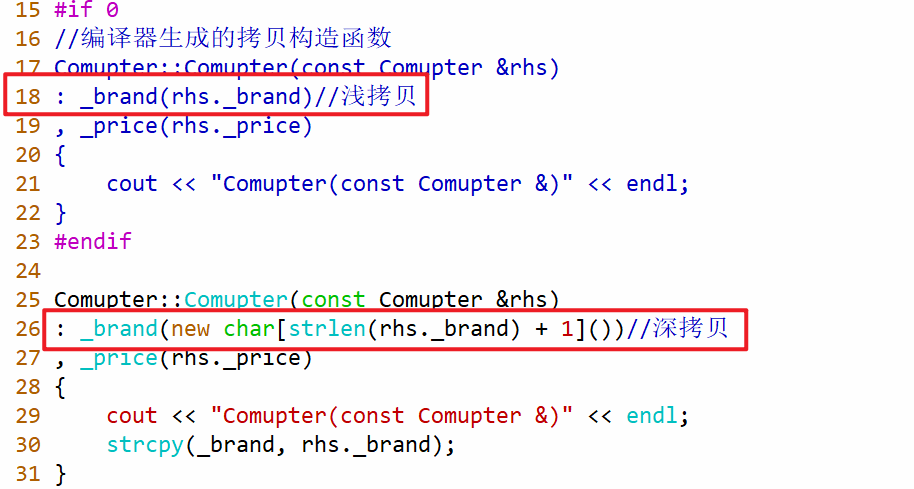 15 #if 0
16 //编译器生成的拷贝构造函数
17 Comupter::Comupter(const Comupter &rhs)
18 : _brand(rhs._brand)//浅拷贝
19 , _price(rhs._price)
20 {
21     cout << "Comupter(const Comupter &)" << endl;
22 }
23 #endif
24
25 Comupter::Comupter(const Comupter &rhs)
26 : _brand(new char[strlen(rhs._brand) + 1]())//深拷贝
27 , _price(rhs._price)
28 {
29     cout << "Comupter(const Comupter &)" << endl;
30     strcpy(_brand, rhs._brand);
31 }